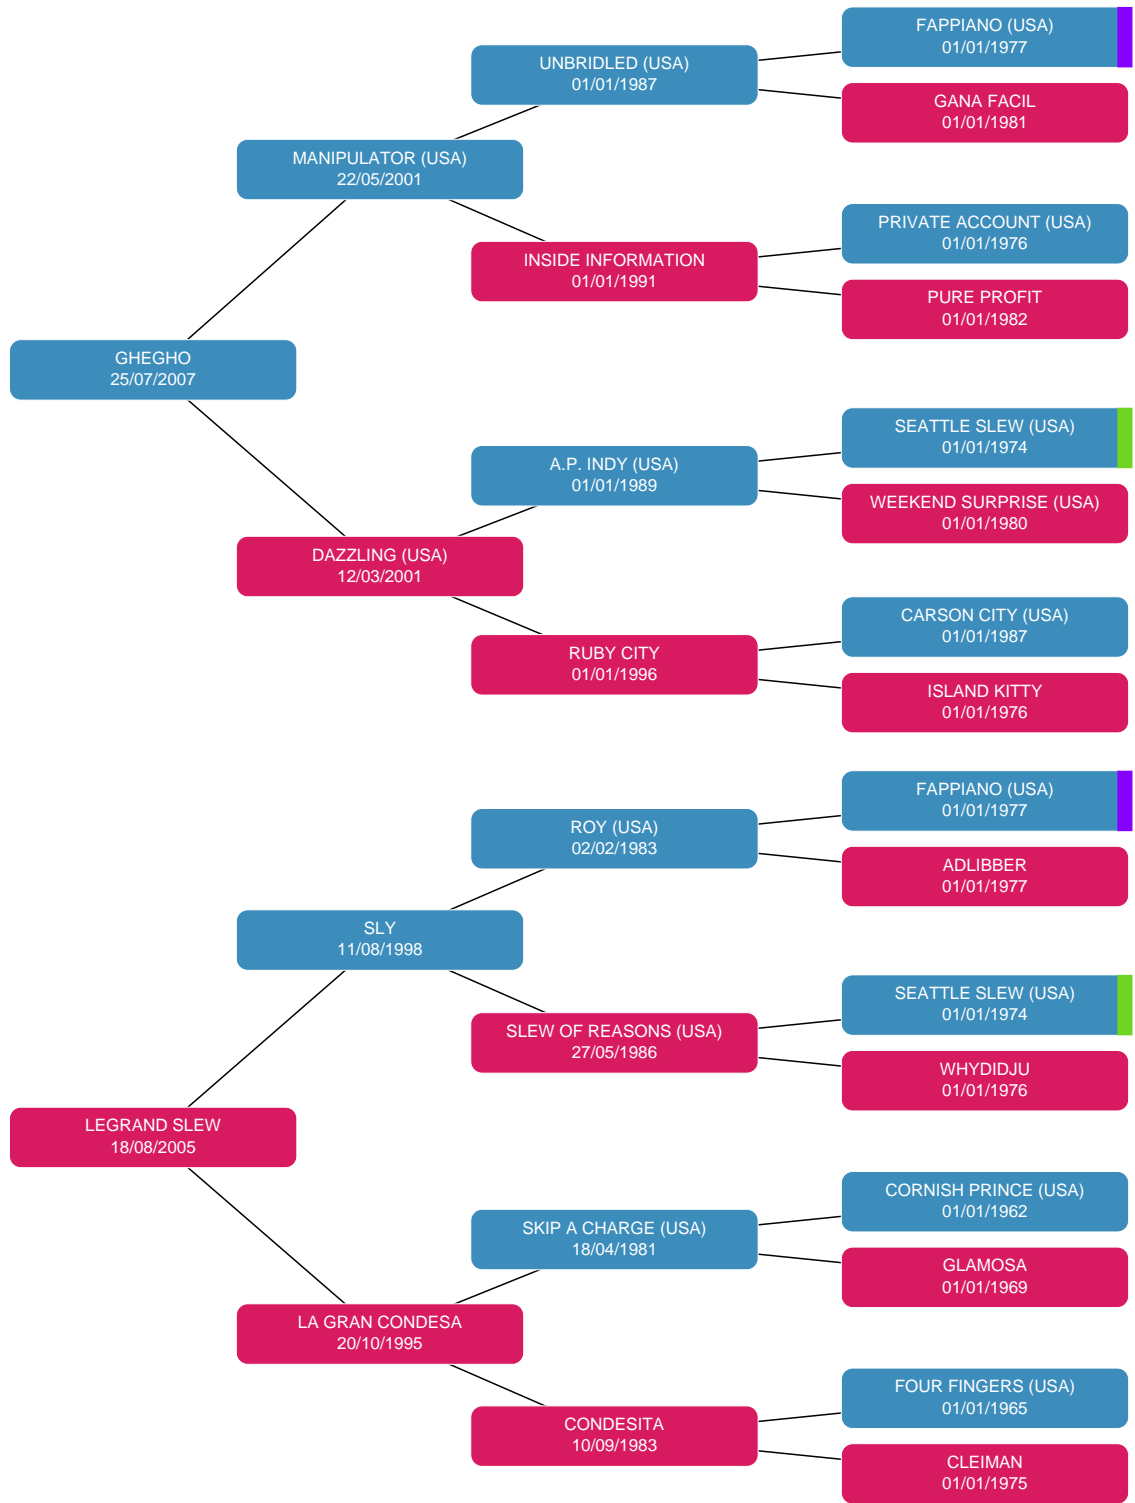 FAPPIANO (USA)
01/01/1977
UNBRIDLED (USA)
01/01/1987
GANA FACIL
01/01/1981
MANIPULATOR (USA)
22/05/2001
PRIVATE ACCOUNT (USA)
01/01/1976
INSIDE INFORMATION
01/01/1991
PURE PROFIT
01/01/1982
GHEGHO
25/07/2007
SEATTLE SLEW (USA)
01/01/1974
A.P. INDY (USA)
01/01/1989
WEEKEND SURPRISE (USA)
01/01/1980
DAZZLING (USA)
12/03/2001
CARSON CITY (USA)
01/01/1987
RUBY CITY
01/01/1996
ISLAND KITTY
01/01/1976
FAPPIANO (USA)
01/01/1977
ROY (USA)
02/02/1983
ADLIBBER
01/01/1977
SLY
11/08/1998
SEATTLE SLEW (USA)
01/01/1974
SLEW OF REASONS (USA)
27/05/1986
WHYDIDJU
01/01/1976
LEGRAND SLEW
18/08/2005
CORNISH PRINCE (USA)
01/01/1962
SKIP A CHARGE (USA)
18/04/1981
GLAMOSA
01/01/1969
LA GRAN CONDESA
20/10/1995
FOUR FINGERS (USA)
01/01/1965
CONDESITA
10/09/1983
CLEIMAN
01/01/1975